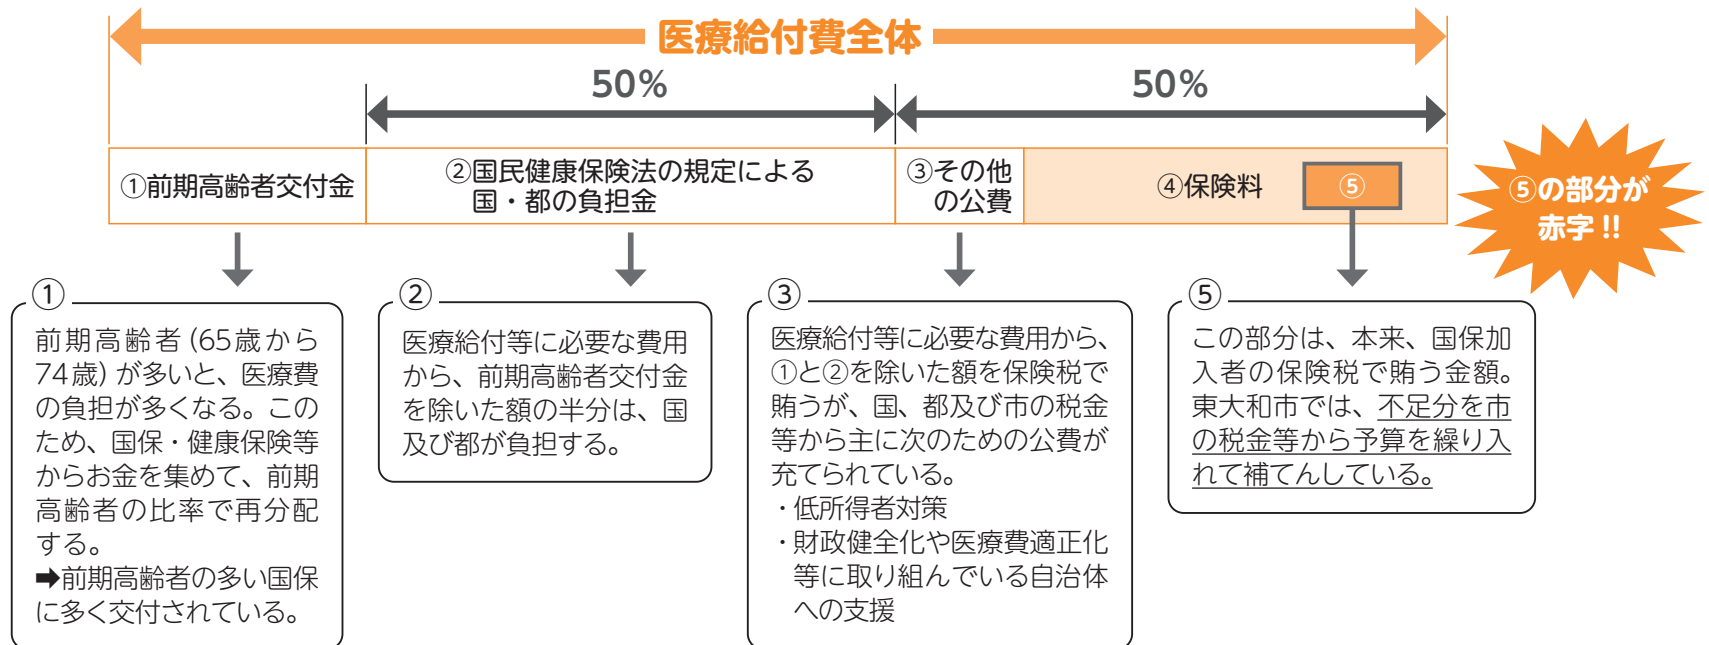 医療給付費全体
50%
50%
①前期高齢者交付金
②国民健康保険法の規定による
国・都の負担金
③その他
の公費
④保険料
⑤
⑤の部分が
赤字!!
①
前期高齢者(65歳から
74歳)が多いと、医療費
の負担が多くなる。この
ため、国保・健康保険等
からお金を集めて、前期
高齢者の比率で再分配
する。
➡前期高齢者の多い国保
に多く交付されている。
②
医療給付等に必要な費用
から、前期高齢者交付金
を除いた額の半分は、国
及び都が負担する。
③
医療給付等に必要な費用から、
①と②を除いた額を保険税で
賄うが、国、都及び市の税金
等から主に次のための公費が
充てられている。
・低所得者対策
・財政健全化や医療費適正化
等に取り組んでいる自治体
への支援
⑤
この部分は、本来、国保加
入者の保険税で賄う金額。
東大和市では、不足分を市
の税金等から予算を繰り入
れて補てんしている。